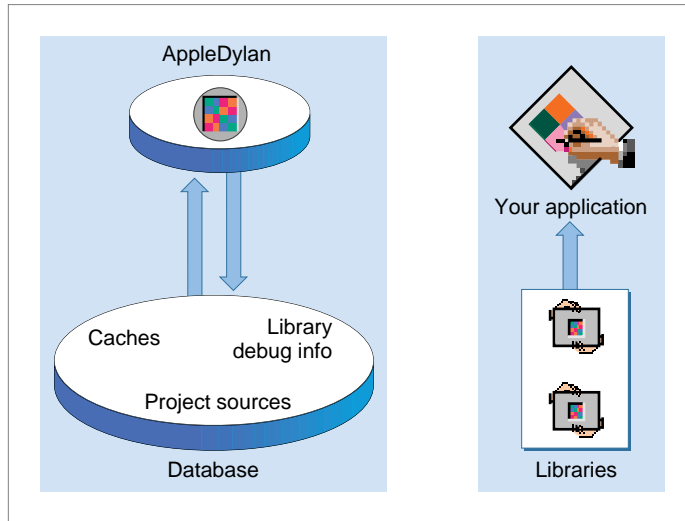 AppleDylan
Caches
Library
debug info
Project sources
Database
Your application
Libraries